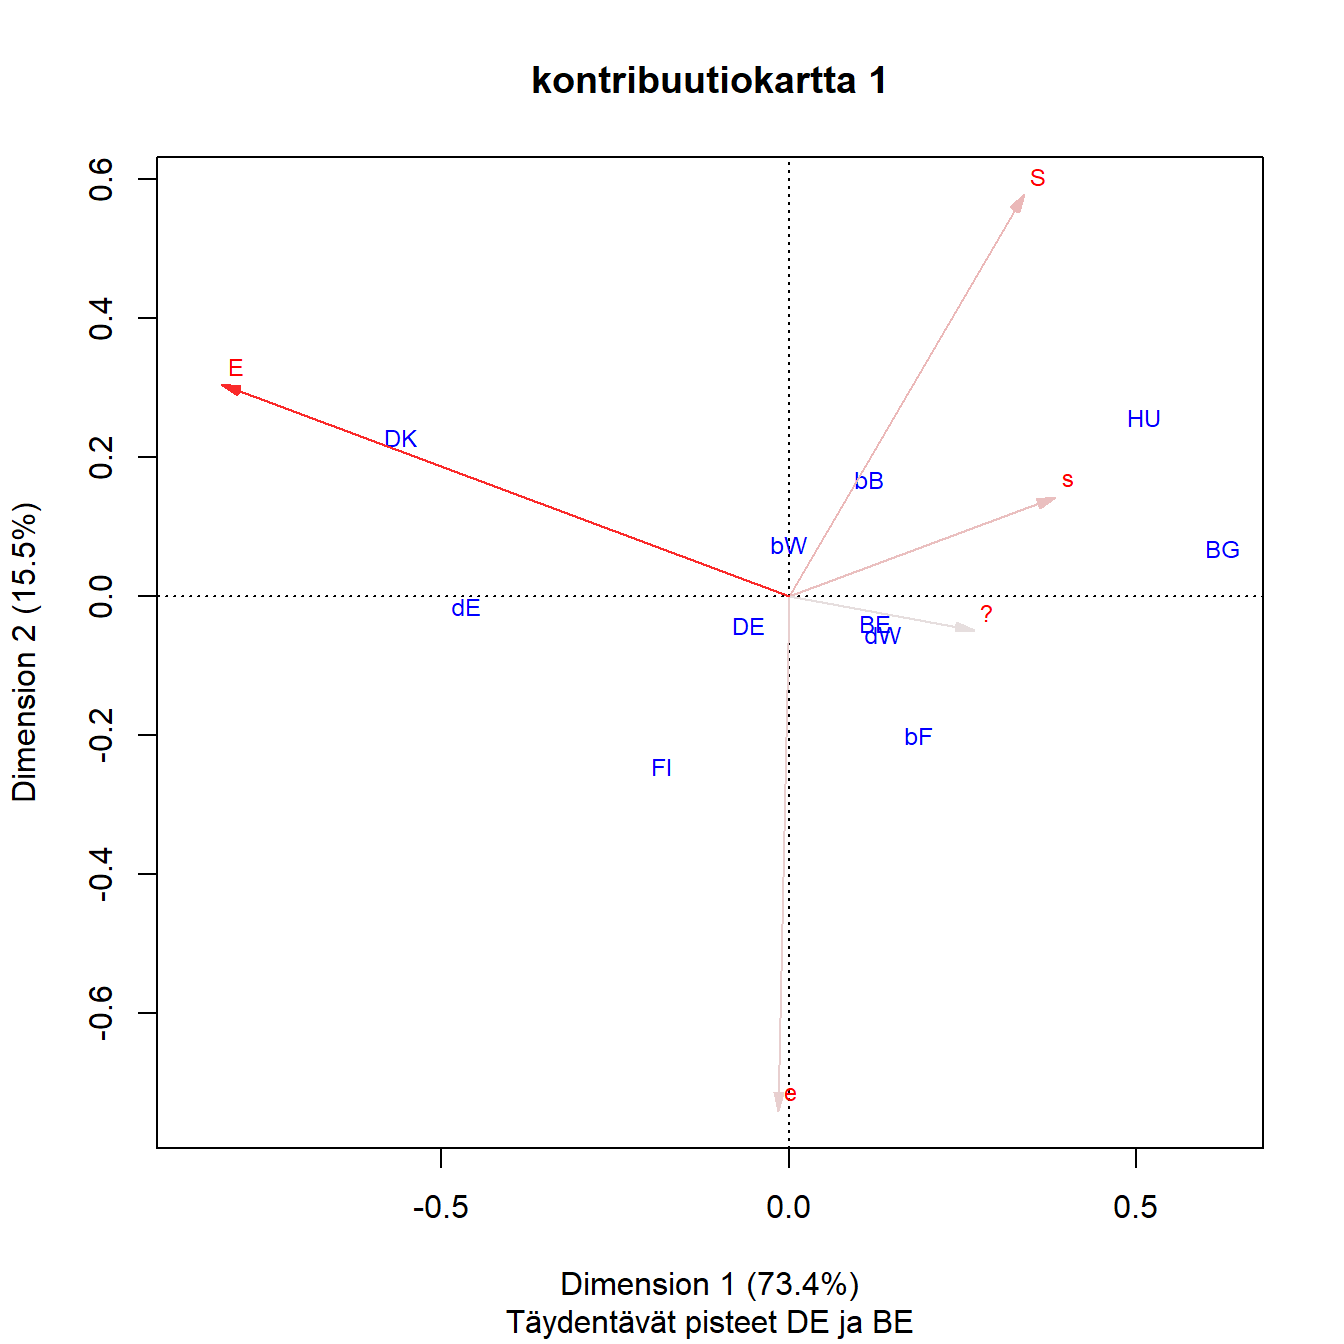 kontribuutiokartta 1
Dimension 2 (15.5%)
0.6
0.4
0.2
0.0
-0.2
-0.4
-0.6
S
E
HU
DK
s
bB
bW
BG
dE
?
DE
BE
dW
bF
FI
e
-0.5
0.0
0.5
Dimension 1 (73.4%)
Täydentävät pisteet DE ja BE